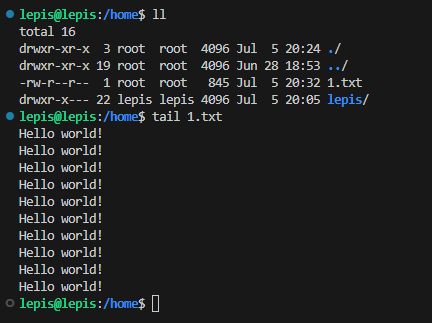 lepis@lepis:/home$ ll
total 16
drwxr-xr-x  3 root  root  4096 Jul  5 20:24 ./
drwxr-xr-x 19 root  root  4096 Jun 28 18:53 ../
-rw-r--r--  1 root  root   845 Jul  5 20:32 1.txt
drwxr-x--- 22 lepis lepis 4096 Jul  5 20:05 lepis/
lepis@lepis:/home$ tail 1.txt
Hello world!
Hello world!
Hello world!
Hello world!
Hello world!
Hello world!
Hello world!
Hello world!
Hello world!
Hello world!
lepis@lepis:/home$